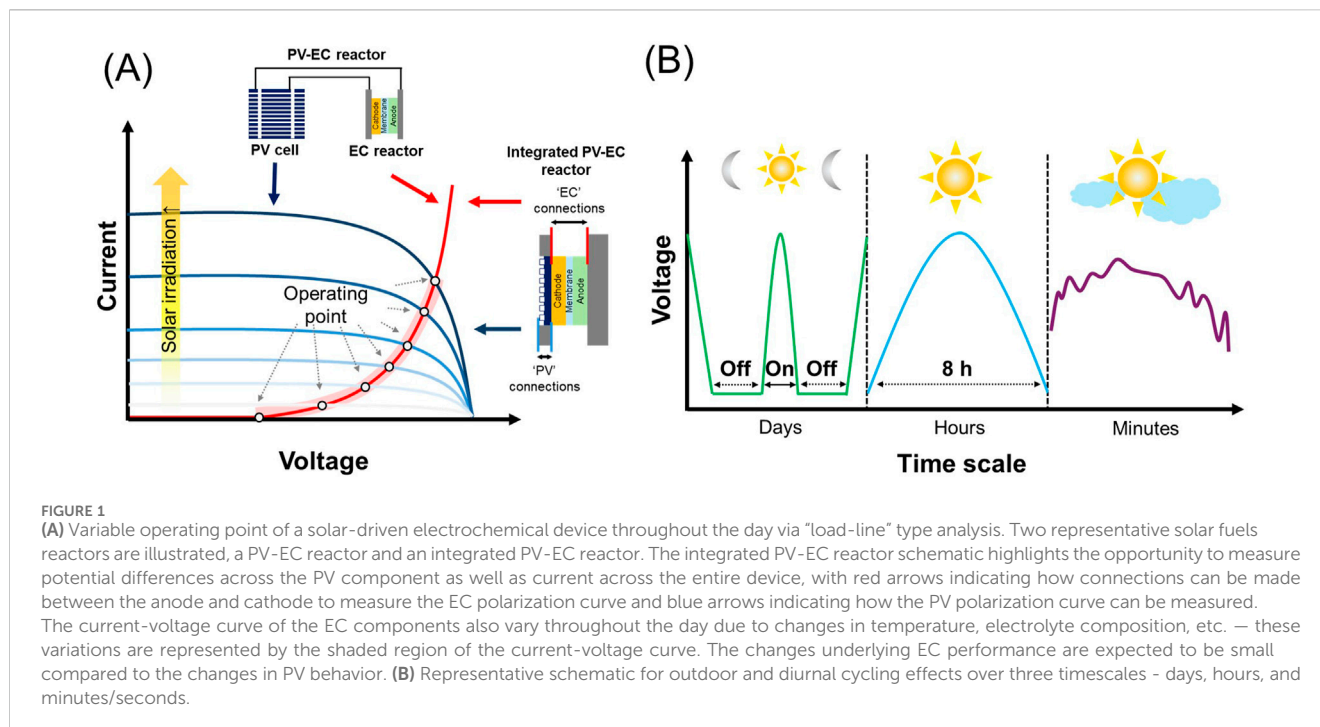 (A)
PV-EC reactor
PV cell
EC reactor
Cathode
Membrane
Anode
Integrated PV-EC
reactor
'EC'
connections
Cathode
Membrane
Anode
'PV'
connections
Current
Solar irradiation ↑
Operating
point
Voltage
(B)
Voltage
Off
On
Off
8 h
Days
Hours
Minutes
Time scale
FIGURE 1
(A) Variable operating point of a solar-driven electrochemical device throughout the day via “load-line” type analysis. Two representative solar fuels
reactors are illustrated, a PV-EC reactor and an integrated PV-EC reactor. The integrated PV-EC reactor schematic highlights the opportunity to measure
potential differences across the PV component as well as current across the entire device, with red arrows indicating how connections can be made
between the anode and cathode to measure the EC polarization curve and blue arrows indicating how the PV polarization curve can be measured.
The current-voltage curve of the EC components also vary throughout the day due to changes in temperature, electrolyte composition, etc. — these
variations are represented by the shaded region of the current-voltage curve. The changes underlying EC performance are expected to be small
compared to the changes in PV behavior. (B) Representative schematic for outdoor and diurnal cycling effects over three timescales - days, hours, and
minutes/seconds.